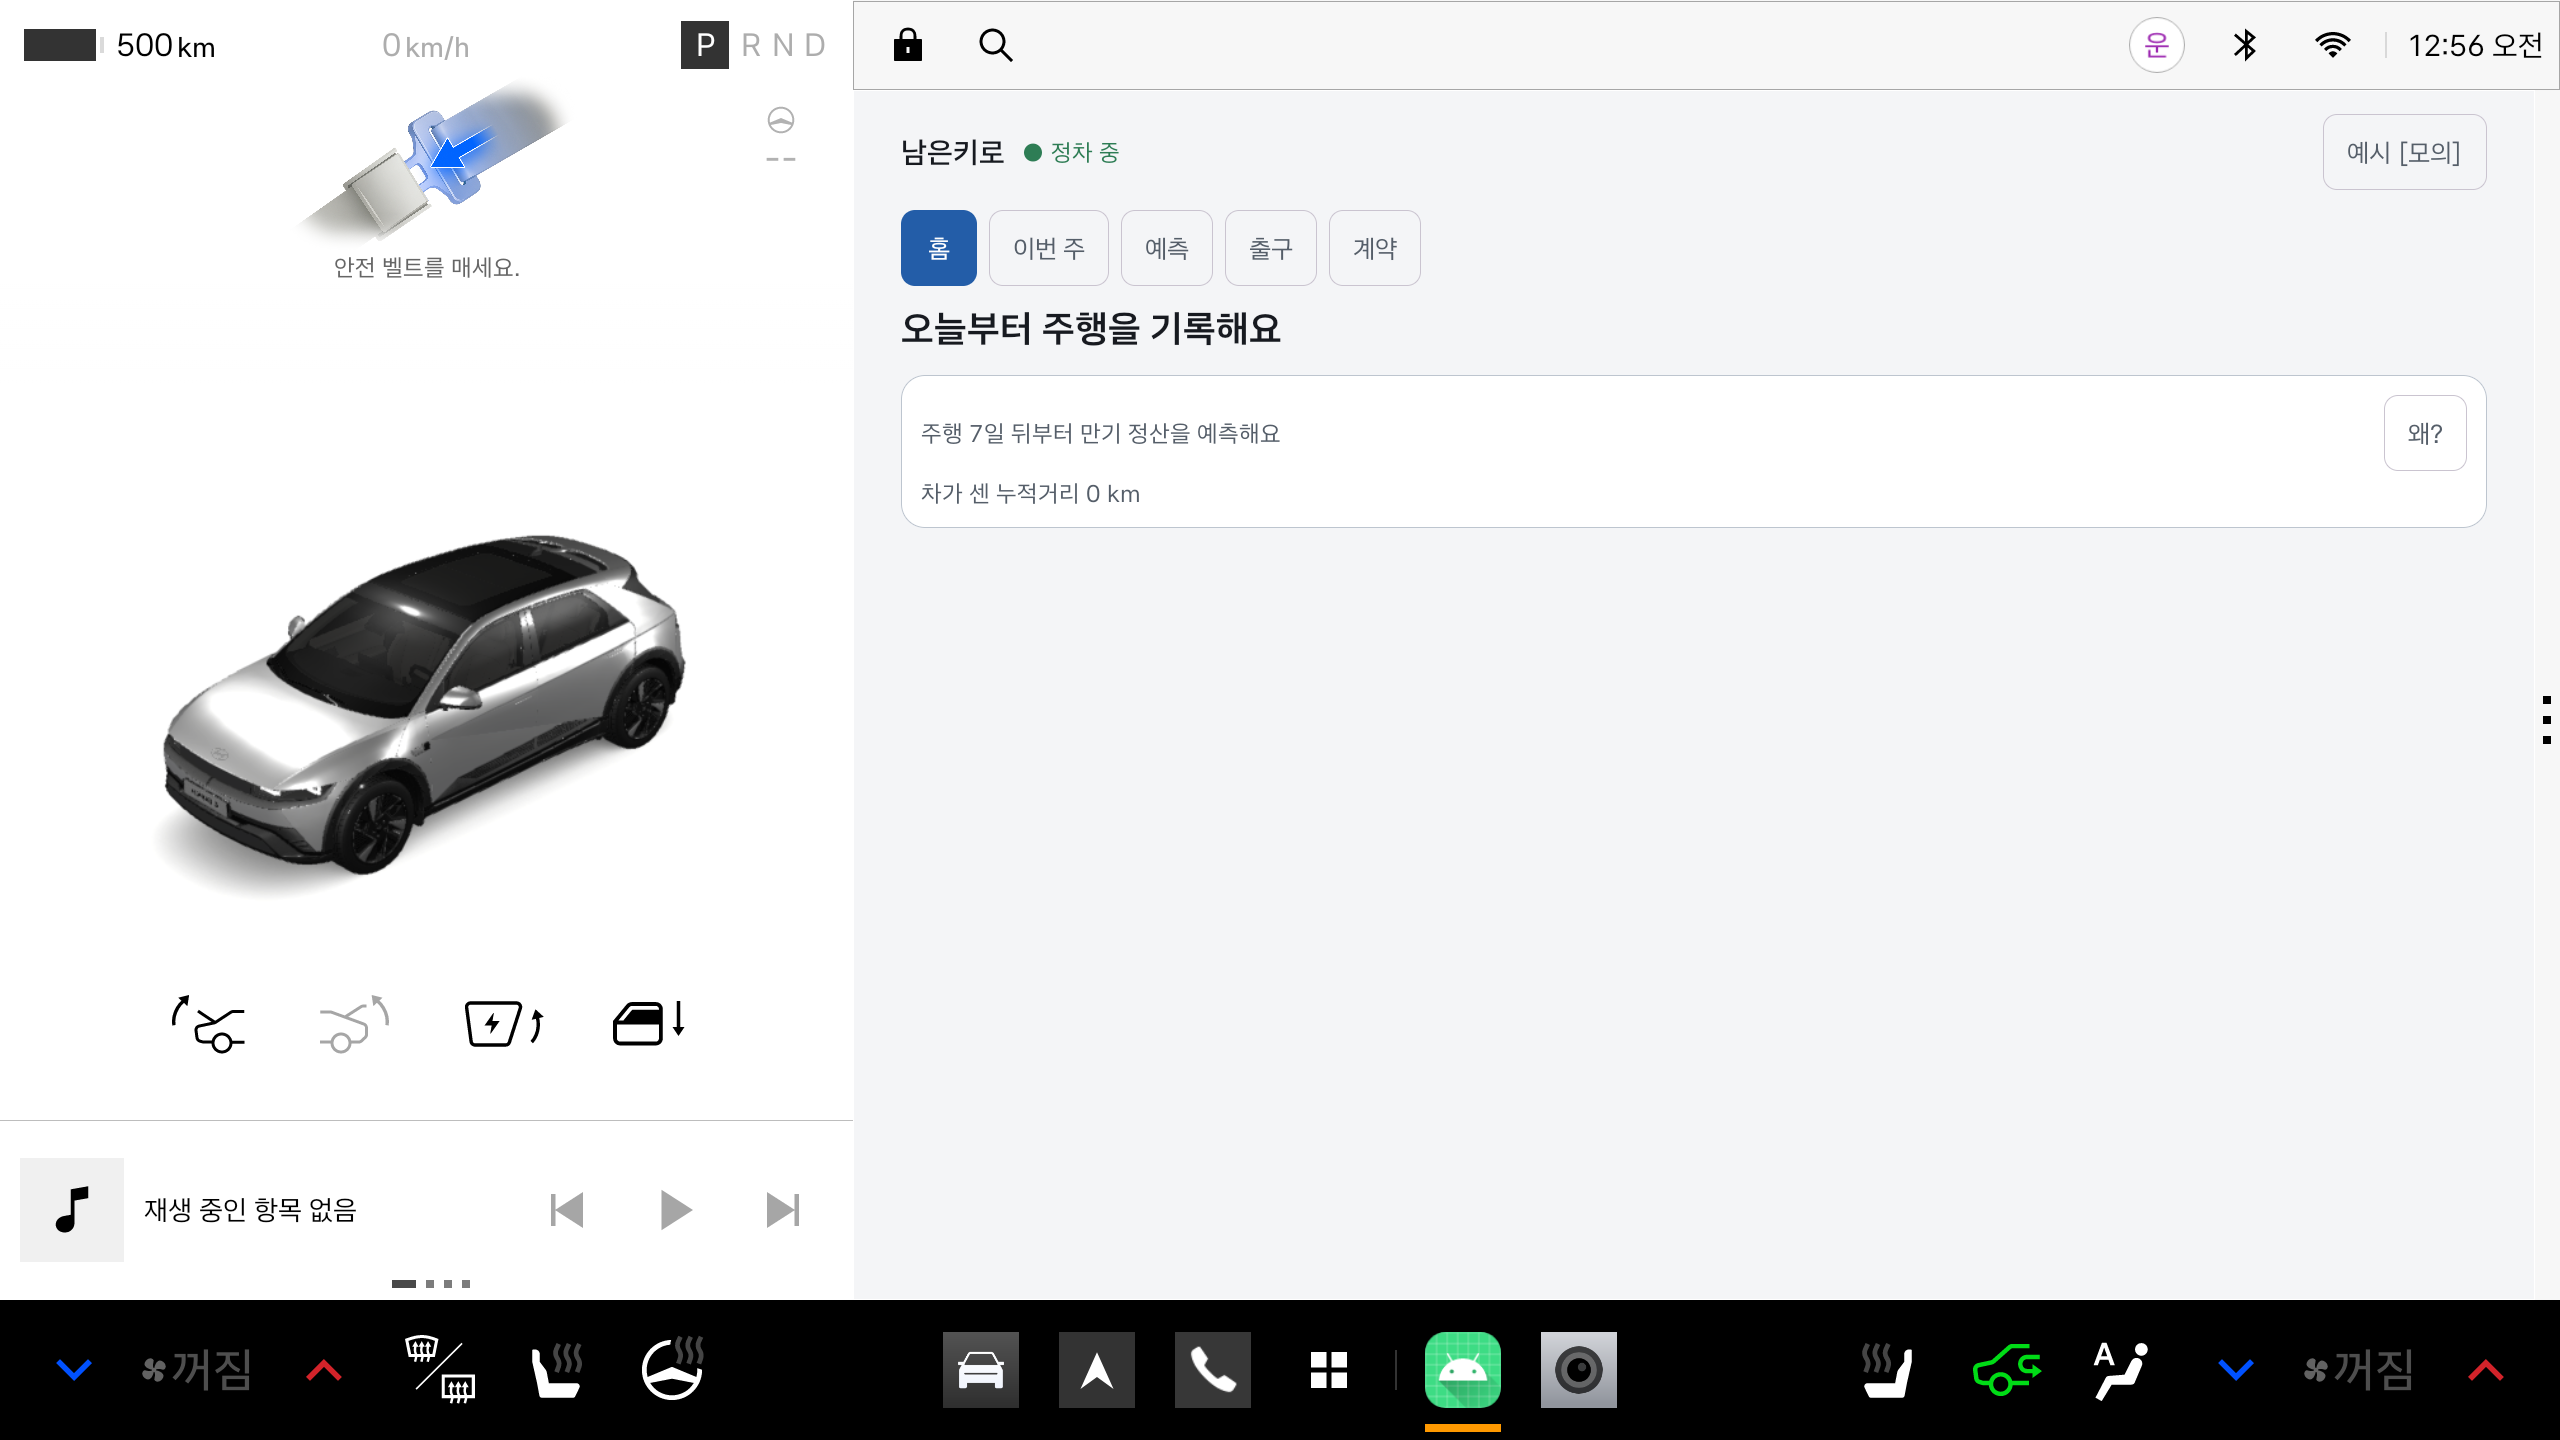 500 km
0 km/h
P R N D
운
12:56 오전
안전 벨트를 매세요.
남은키로
정차 중
예시 [모의]
홈
이번 주
예측
출구
계약
오늘부터 주행을 기록해요
주행 7일 뒤부터 만기 정산을 예측해요
왜?
차가 센 누적거리 0 km
재생 중인 항목 없음
꺼짐
A
꺼짐